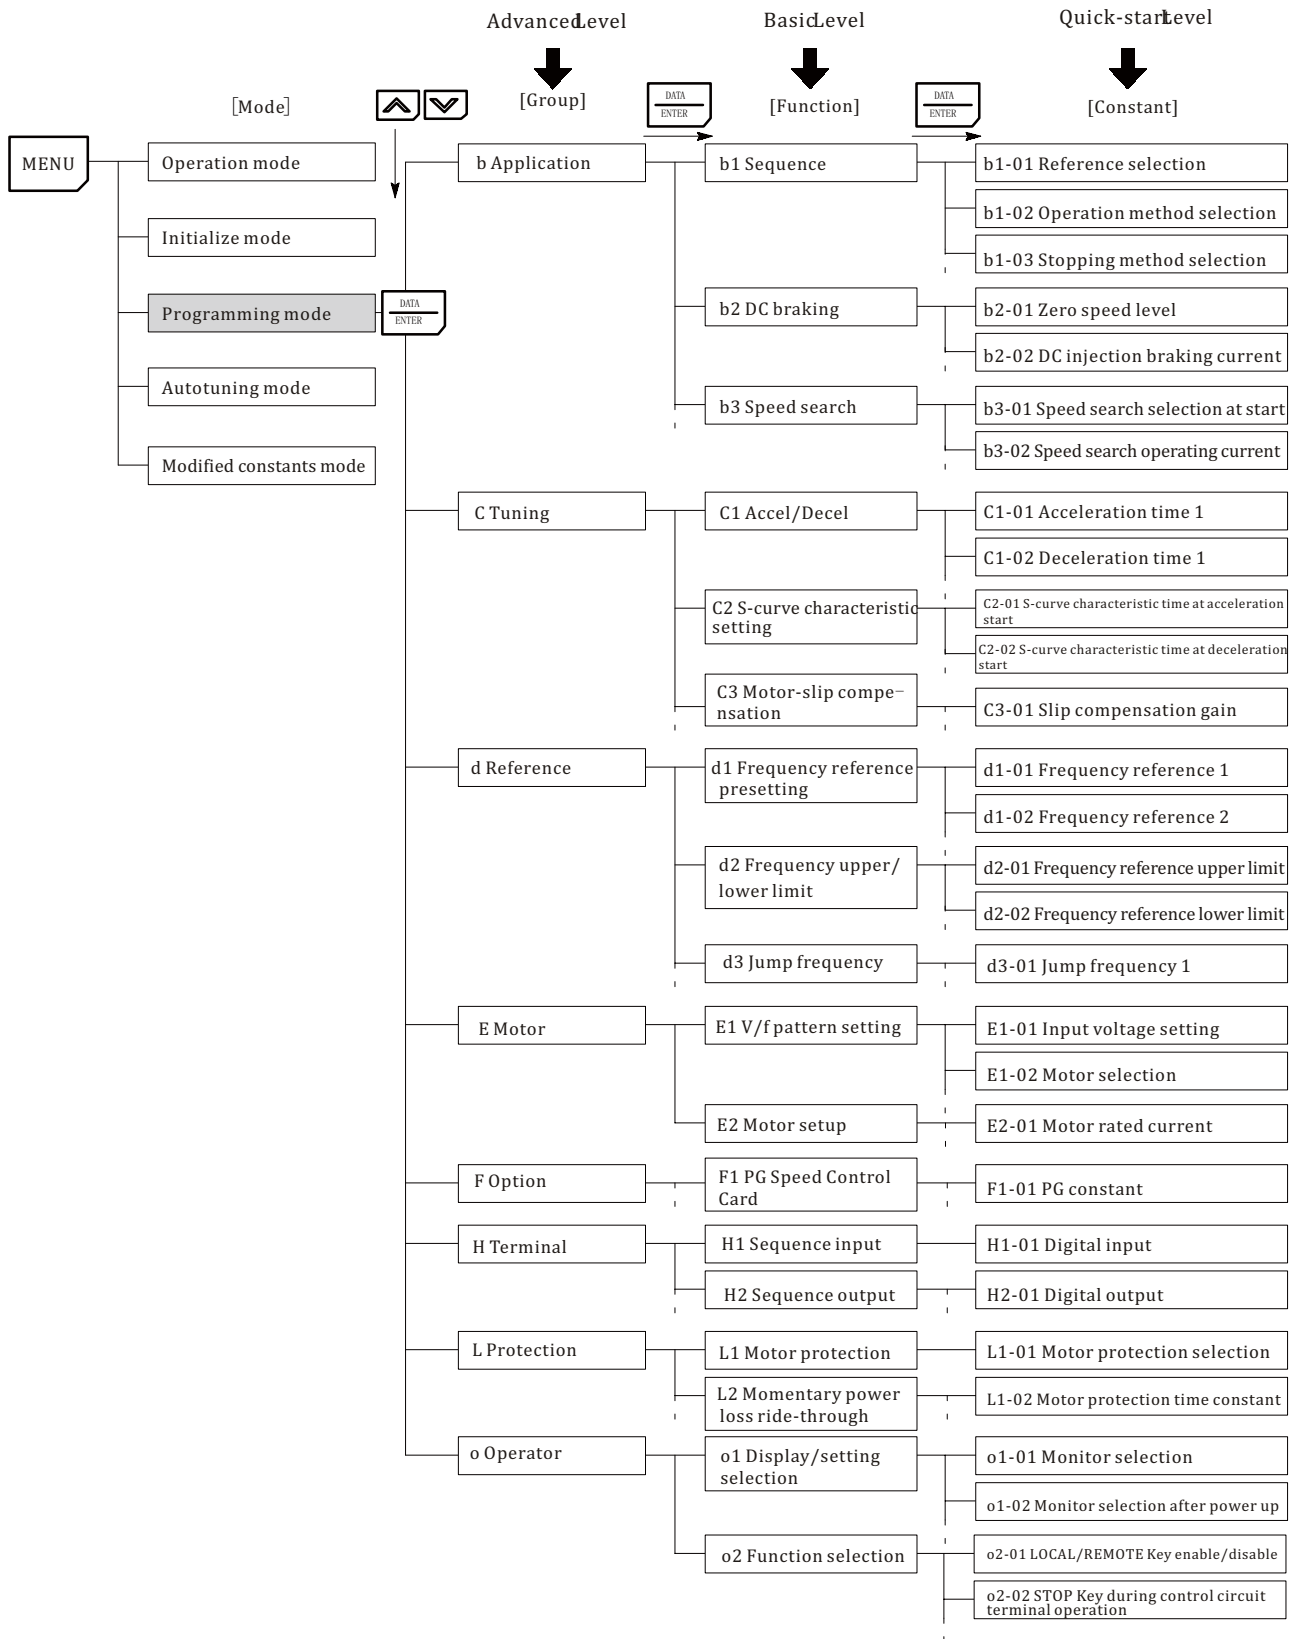 Advanced Level
Basic Level
Quick-start Level
[Mode]
[Group]
DATA
ENTER
[Function]
DATA
ENTER
[Constant]
MENU
Operation mode
Initialize mode
Programming mode
DATA
ENTER
Autotuning mode
Modified constants mode
b Application
b1 Sequence
b1-01 Reference selection
b1-02 Operation method selection
b1-03 Stopping method selection
b2 DC braking
b2-01 Zero speed level
b2-02 DC injection braking current
b3 Speed search
b3-01 Speed search selection at start
b3-02 Speed search operating current
C Tuning
C1 Accel/Decel
C1-01 Acceleration time 1
C1-02 Deceleration time 1
C2 S-curve characteristic
setting
C2-01 S-curve characteristic time at acceleration
start
C2-02 S-curve characteristic time at deceleration
start
C3 Motor-slip compe-
nsation
C3-01 Slip compensation gain
d Reference
d1 Frequency reference
presetting
d1-01 Frequency reference 1
d1-02 Frequency reference 2
d2 Frequency upper/
lower limit
d2-01 Frequency reference upper limit
d2-02 Frequency reference lower limit
d3 Jump frequency
d3-01 Jump frequency 1
E Motor
E1 V/f pattern setting
E1-01 Input voltage setting
E1-02 Motor selection
E2 Motor setup
E2-01 Motor rated current
F Option
F1 PG Speed Control
Card
F1-01 PG constant
H Terminal
H1 Sequence input
H1-01 Digital input
H2 Sequence output
H2-01 Digital output
L Protection
L1 Motor protection
L1-01 Motor protection selection
L2 Momentary power
loss ride-through
L1-02 Motor protection time constant
o Operator
o1 Display/setting
selection
o1-01 Monitor selection
o1-02 Monitor selection after power up
o2 Function selection
o2-01 LOCAL/REMOTE Key enable/disable
o2-02 STOP Key during control circuit
terminal operation